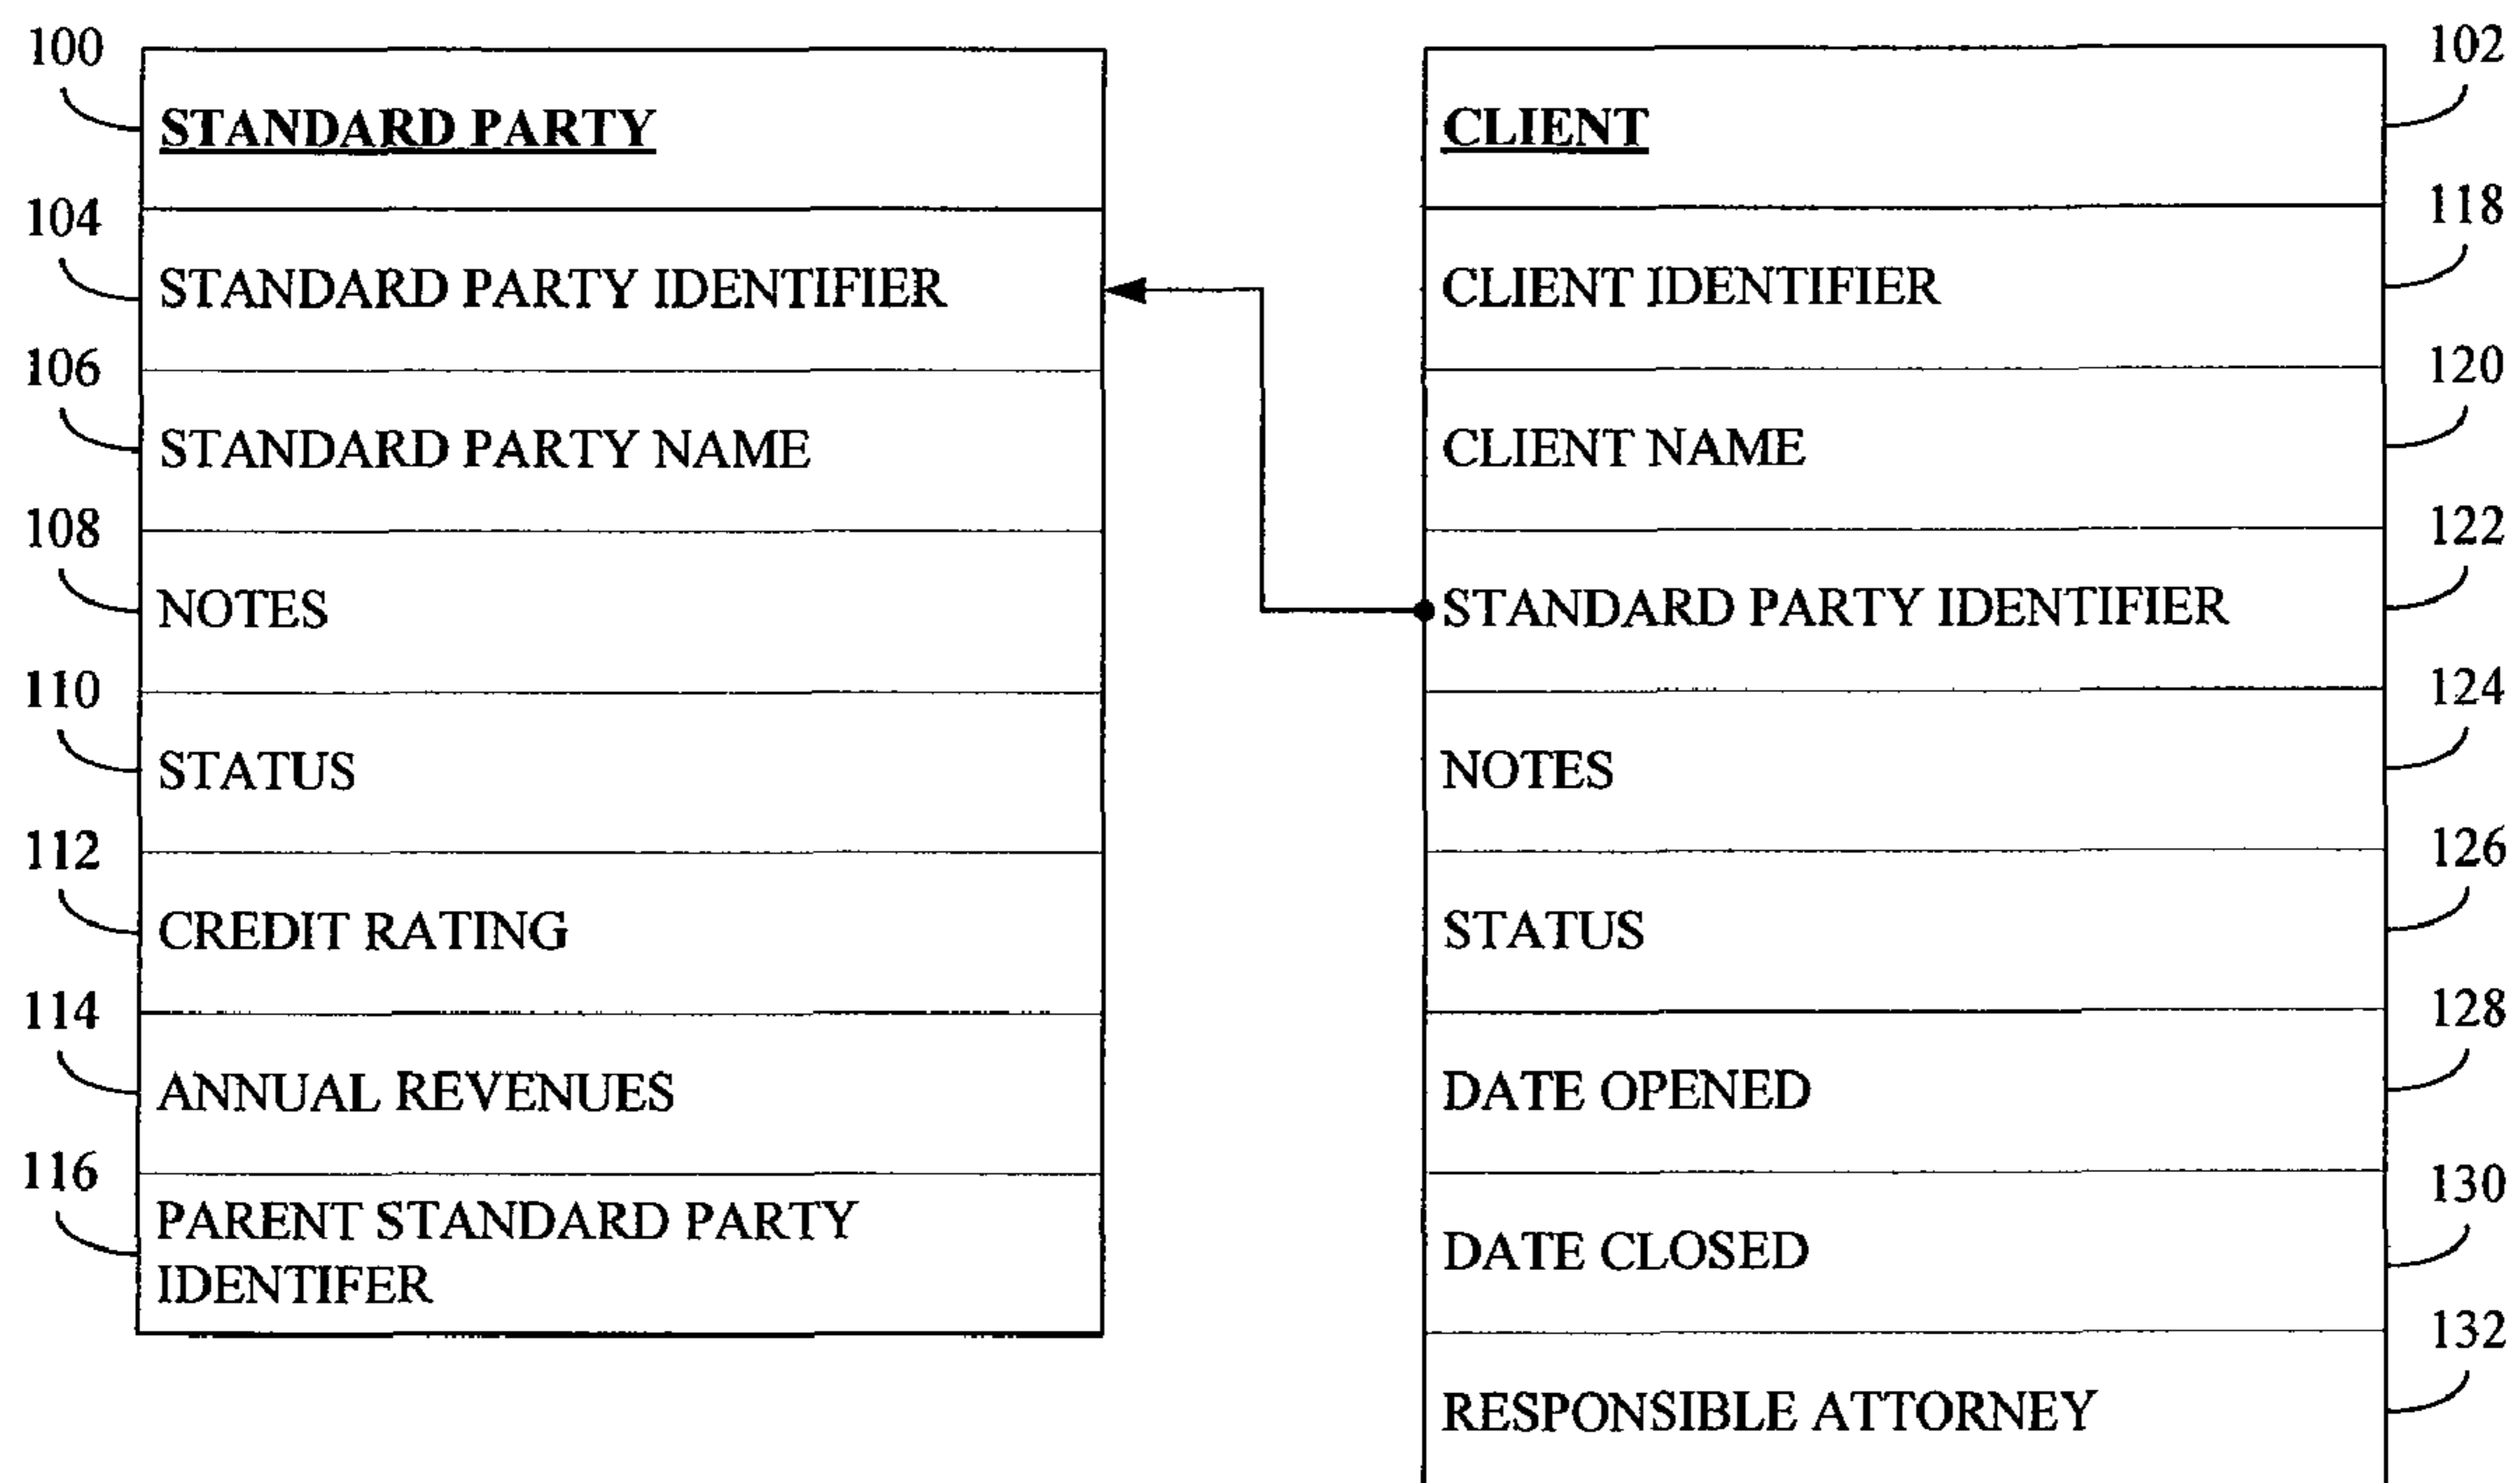 100
STANDARD PARTY
104
STANDARD PARTY IDENTIFIER
106
STANDARD PARTY NAME
108
NOTES
110
STATUS
112
CREDIT RATING
114
ANNUAL REVENUES
116
PARENT STANDARD PARTY
IDENTIFER
102
CLIENT
118
CLIENT IDENTIFIER
120
CLIENT NAME
122
STANDARD PARTY IDENTIFIER
124
NOTES
126
STATUS
128
DATE OPENED
130
DATE CLOSED
132
RESPONSIBLE ATTORNEY